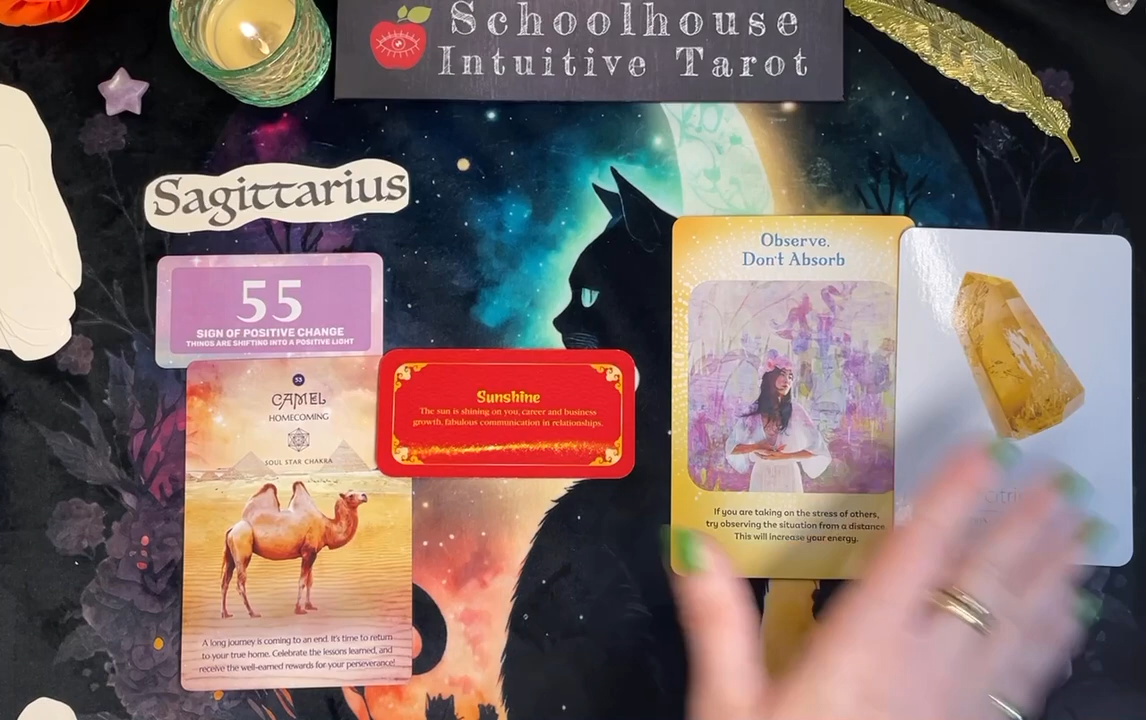 Schoolhouse
Intuitive Tarot
Sagittarius
55
SIGN OF POSITIVE CHANGE
THINGS ARE SHIFTING INTO A POSITIVE LIGHT
53
CAMEL
HOMECOMING
SOUL STAR CHAKRA
A long journey is coming to an end. It's time to return
to your true home. Celebrate the lessons learned, and
receive the well-earned rewards for your perseverance!
Sunshine
The sun is shining on you, career and business
growth, fabulous communication in relationships.
Observe,
Don't Absorb
If you are taking on the stress of others,
try observing the situation from a distance.
This will increase your energy.